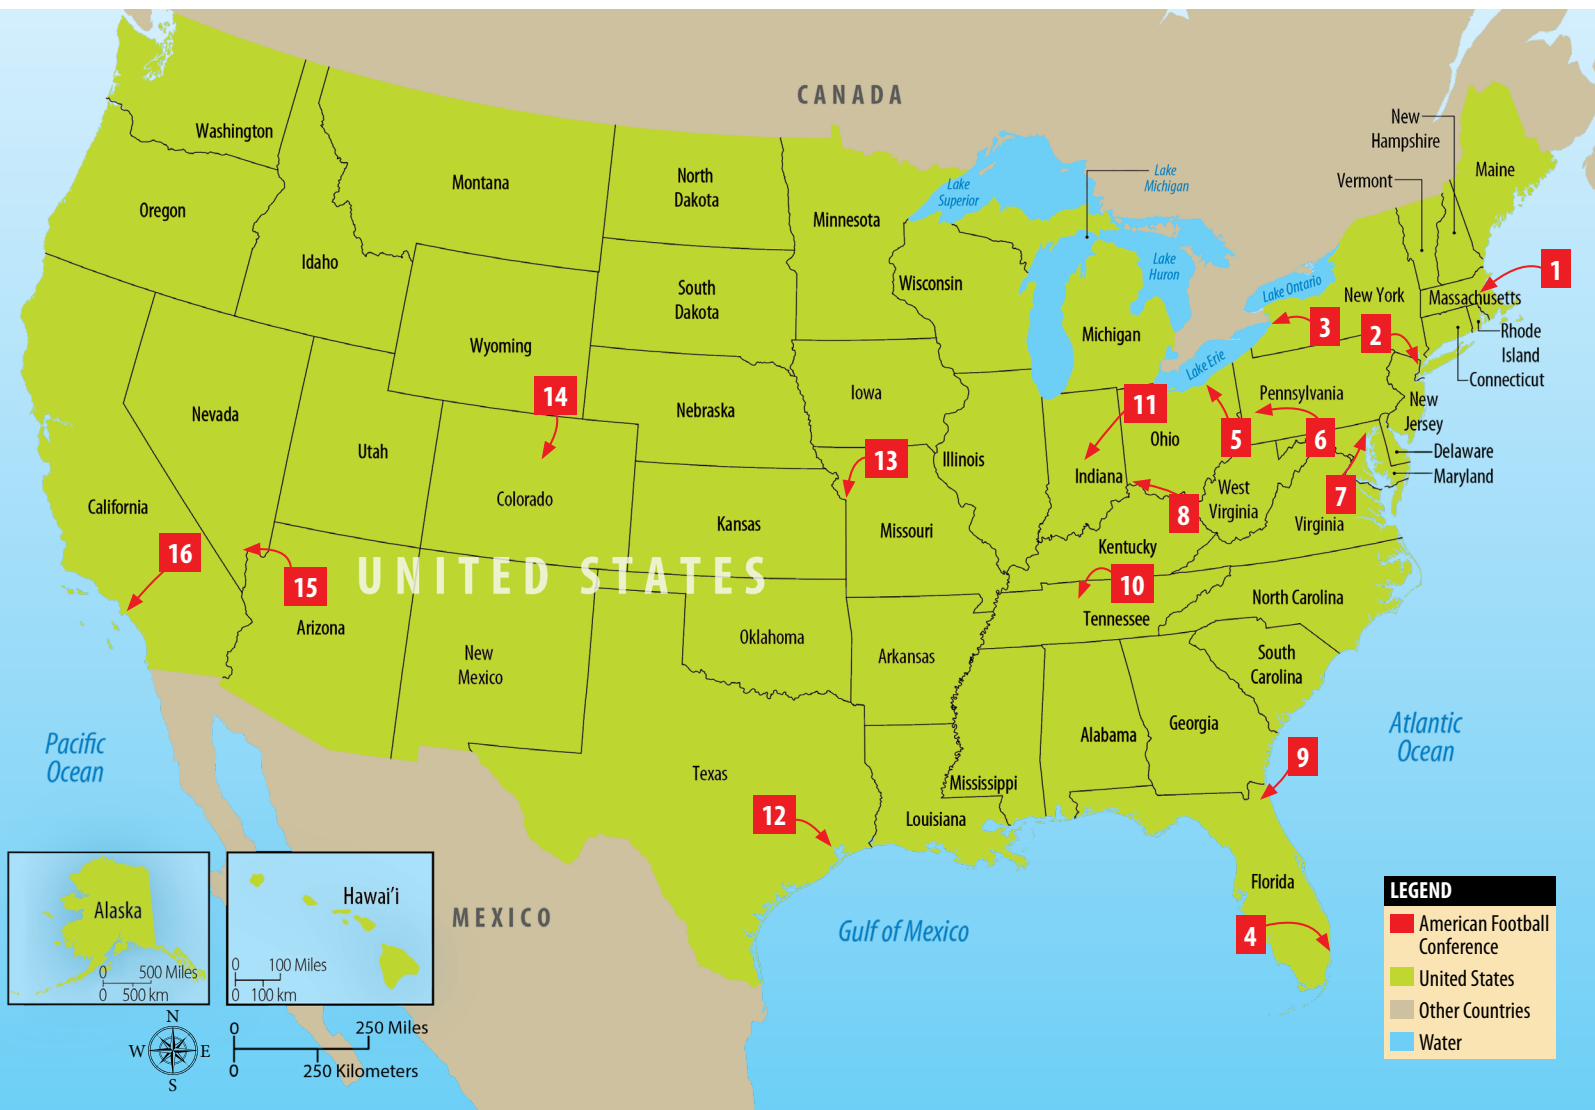 CANADA
New
Hampshire
Vermont
Maine
Washington
Montana
North
Dakota
Minnesota
Lake
Superior
Lake
Michigan
Oregon
Idaho
South
Dakota
Wisconsin
Lake
Huron
Michigan
Lake Ontario
New York
Massachusetts
1
2
3
Rhode
Island
Connecticut
Wyoming
Lake Erie
Pennsylvania
New
Jersey
Nevada
Utah
14
Nebraska
Iowa
Illinois
Indiana
11
Ohio
5
6
Delaware
Maryland
7
California
Colorado
Kansas
13
Missouri
8
West
Virginia
Virginia
Kentucky
16
15
UNITED STATES
10
Tennessee
North Carolina
Arizona
New
Mexico
Oklahoma
Arkansas
South
Carolina
Pacific
Ocean
Texas
Mississippi
Alabama
Georgia
Atlantic
Ocean
9
12
Louisiana
Florida
4
Gulf of Mexico
MEXICO
Alaska
0
500 Miles
0
500 km
Hawai’i
0
100 Miles
0
100 km
N
W
E
S
0
250 Miles
0
250 Kilometers
LEGEND
American Football
Conference
United States
Other Countries
Water